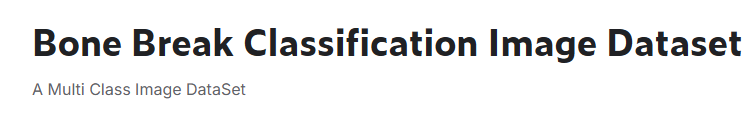 Bone Break Classification Image Dataset
A Multi Class Image DataSet